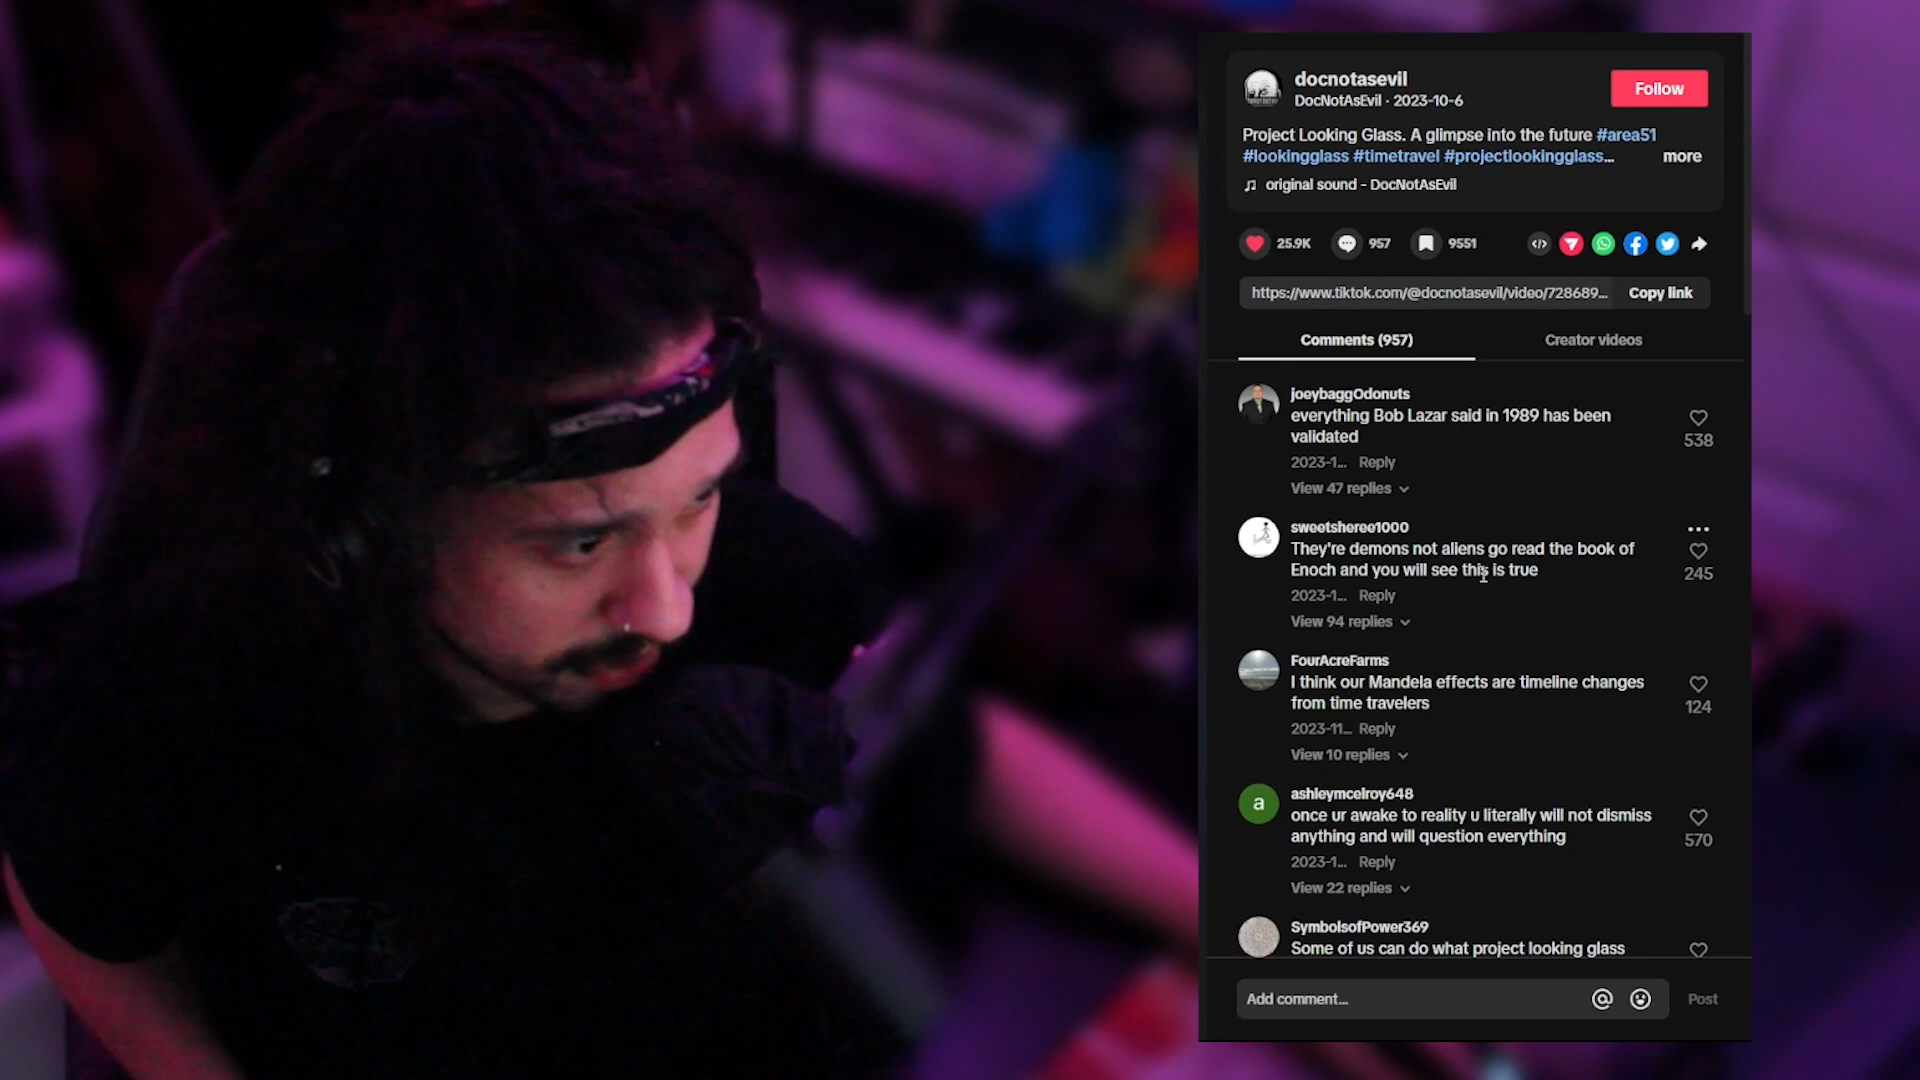 docnotasevil
DocNotAsEvil · 2023-10-6
Follow
Project Looking Glass. A glimpse into the future #area51
#lookingglass #timetravel #projectlookingglass... more
original sound - DocNotAsEvil
25.9K 957 9551
https://www.tiktok.com/@docnotasevil/video/728689... Copy link
Comments (957) Creator videos
joeybaggOdonuts
everything Bob Lazar said in 1989 has been
validated
538
2023-1... Reply
View 47 replies
sweetsheree1000
They're demons not aliens go read the book of
Enoch and you will see this is true
245
2023-1... Reply
View 94 replies
FourAcreFarms
I think our Mandela effects are timeline changes
from time travelers
124
2023-11... Reply
View 10 replies
a
ashleymcelroy648
once ur awake to reality u literally will not dismiss
anything and will question everything
570
2023-1... Reply
View 22 replies
SymbolsofPower369
Some of us can do what project looking glass
Add comment... Post